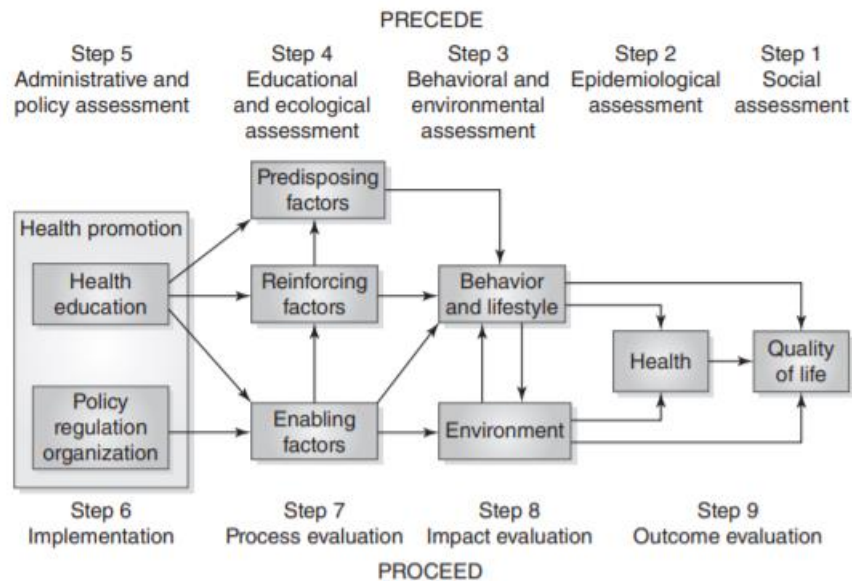 PRECEDE
Step 5
Administrative and
policy assessment
Step 4
Educational
and ecological
assessment
Step 3
Behavioral and
environmental
assessment
Step 2
Epidemiological
assessment
Step 1
Social
assessment
Predisposing
factors
Health promotion
Health
education
Reinforcing
factors
Behavior
and lifestyle
Health
Quality
of life
Policy
regulation
organization
Enabling
factors
Environment
Step 6
Implementation
Step 7
Process evaluation
Step 8
Impact evaluation
Step 9
Outcome evaluation
PROCEED